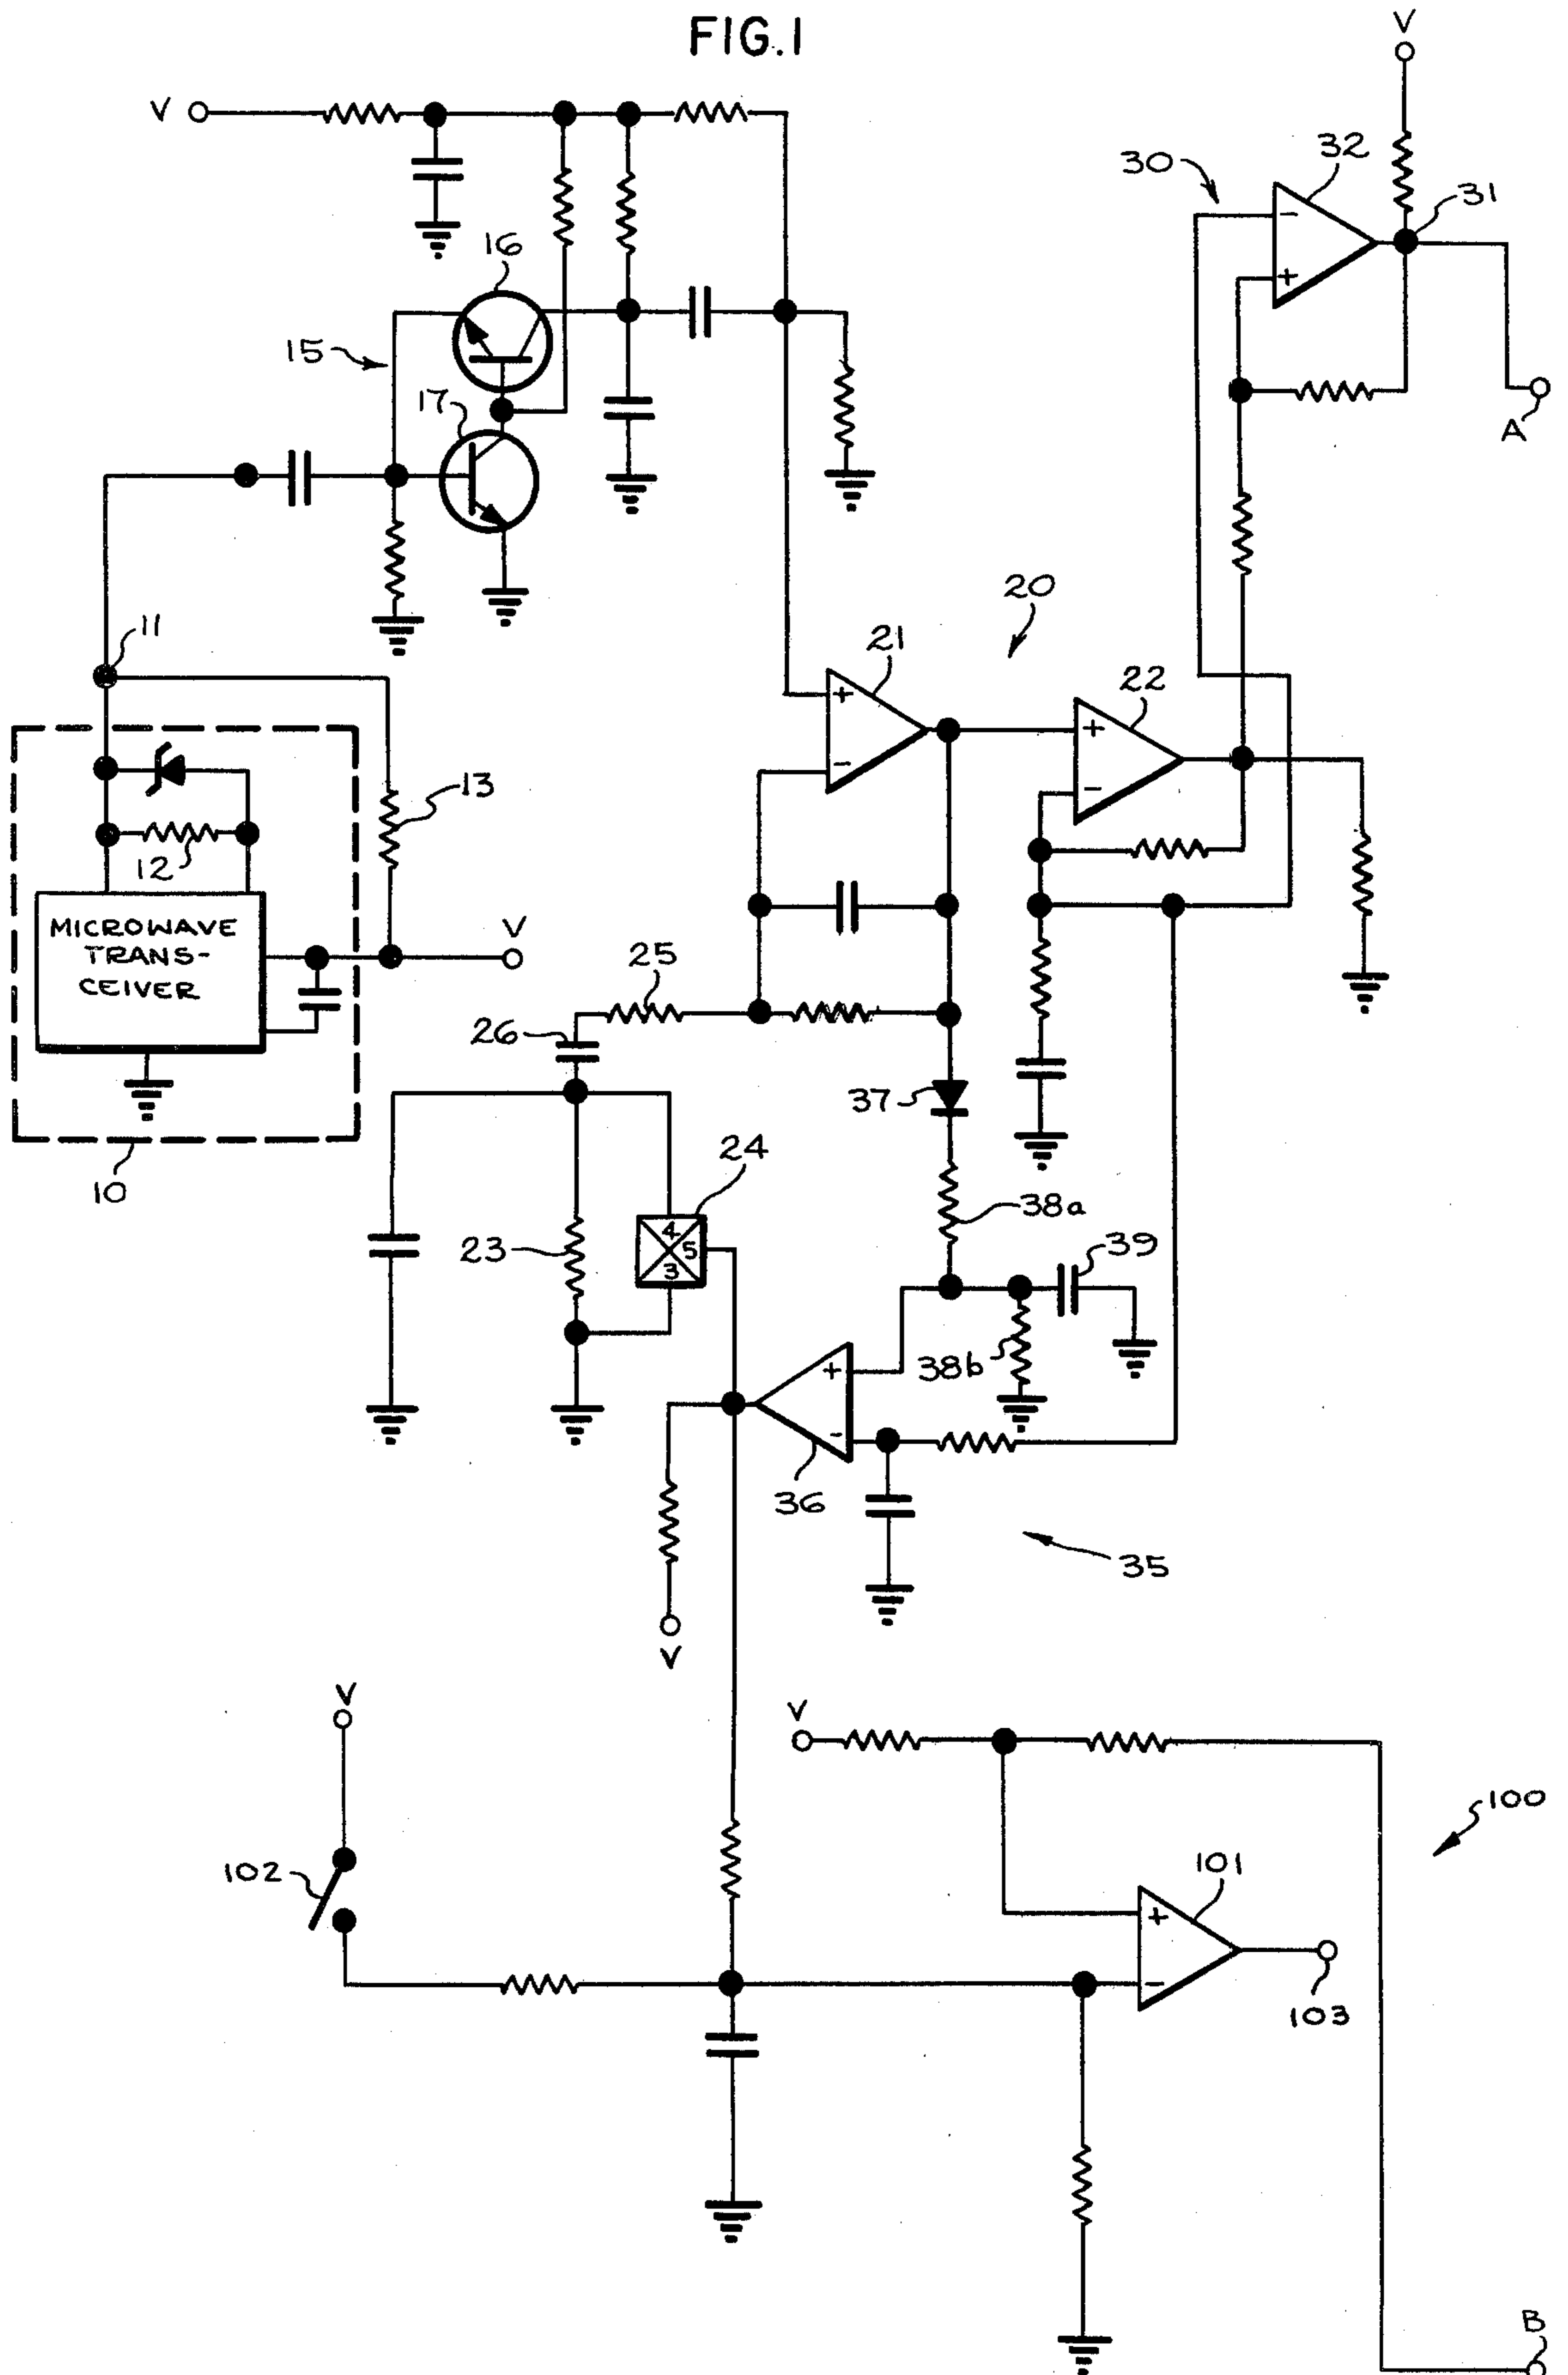 FIG.1
V
V
32
30
31
16
15
17
A
-
+
20
11
21
22
+
-
+
-
13
12
MICROWAVE
TRANS-
CEIVER
V
25
26
37
24
10
38a
23
4
5
3
39
38b
+
-
36
35
V
V
V
100
102
101
+
-
103
B